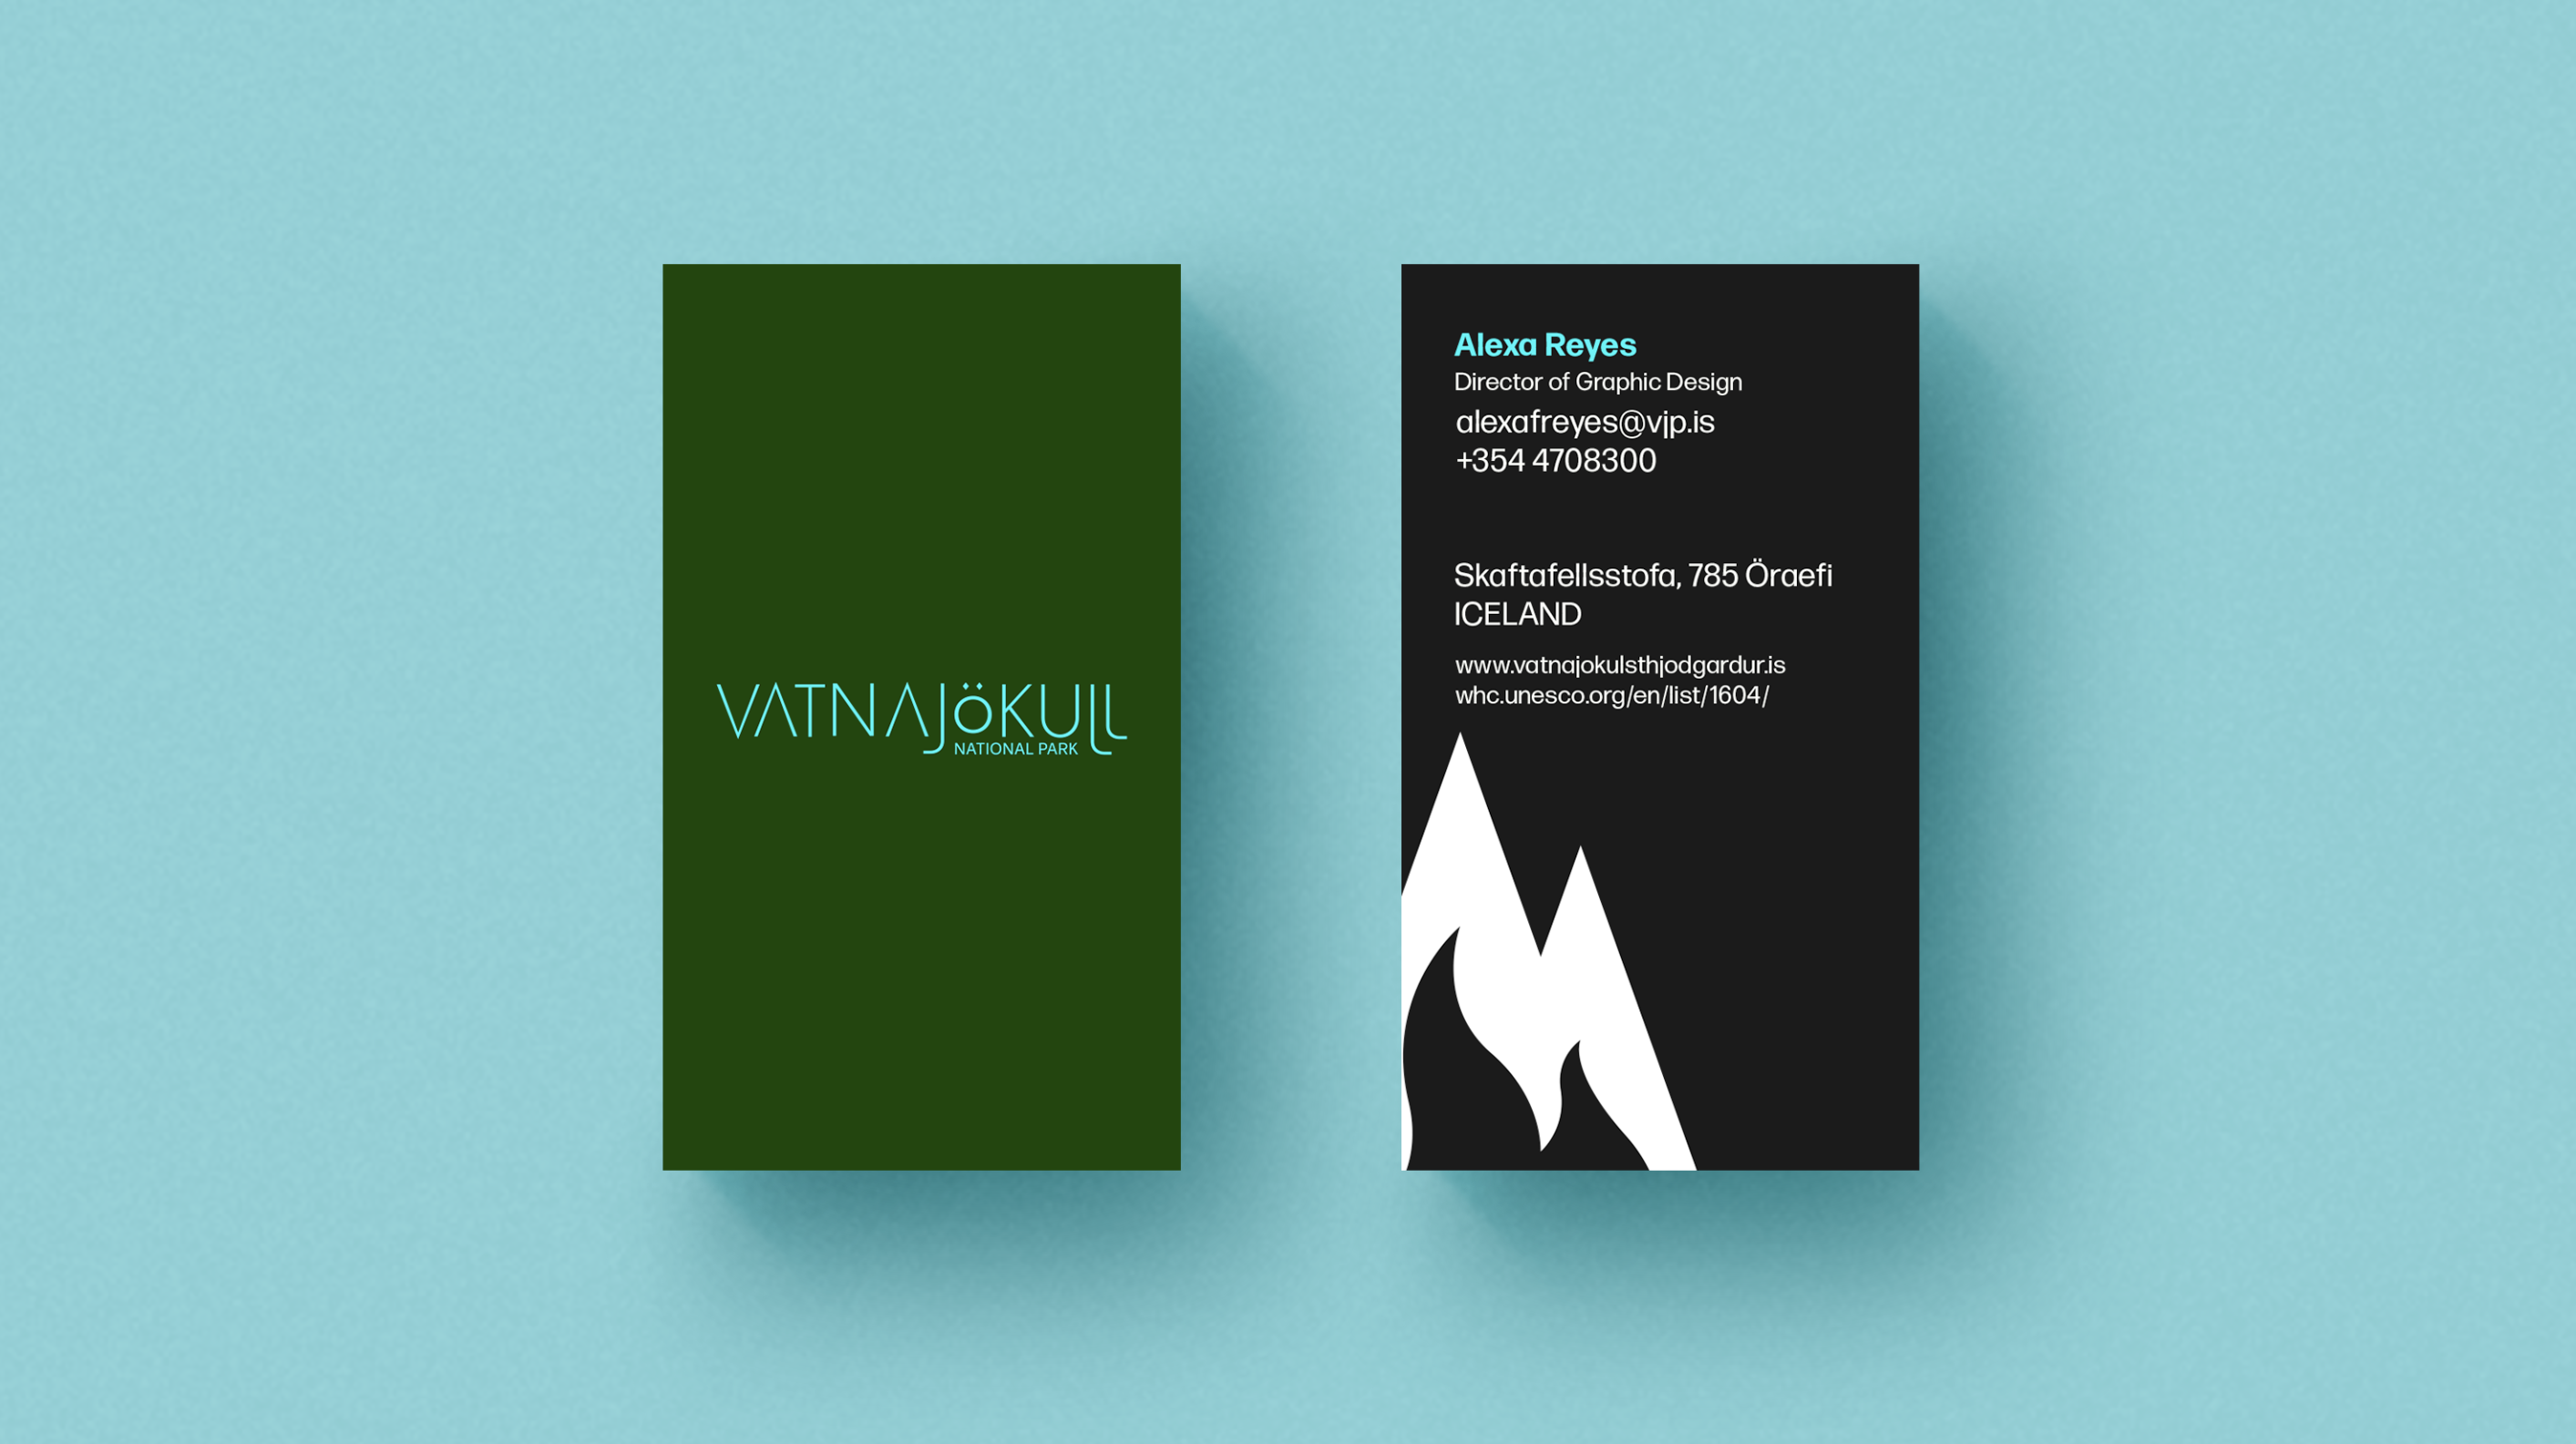 VATNAJÖKULL
NATIONAL PARK
Alexa Reyes
Director of Graphic Design
alexafreyes@vjp.is
+354 4708300
Skaftafellsstofa, 785 Öraefi
ICELAND
www.vatnajokulsthjodgardur.is
whc.unesco.org/en/list/1604/